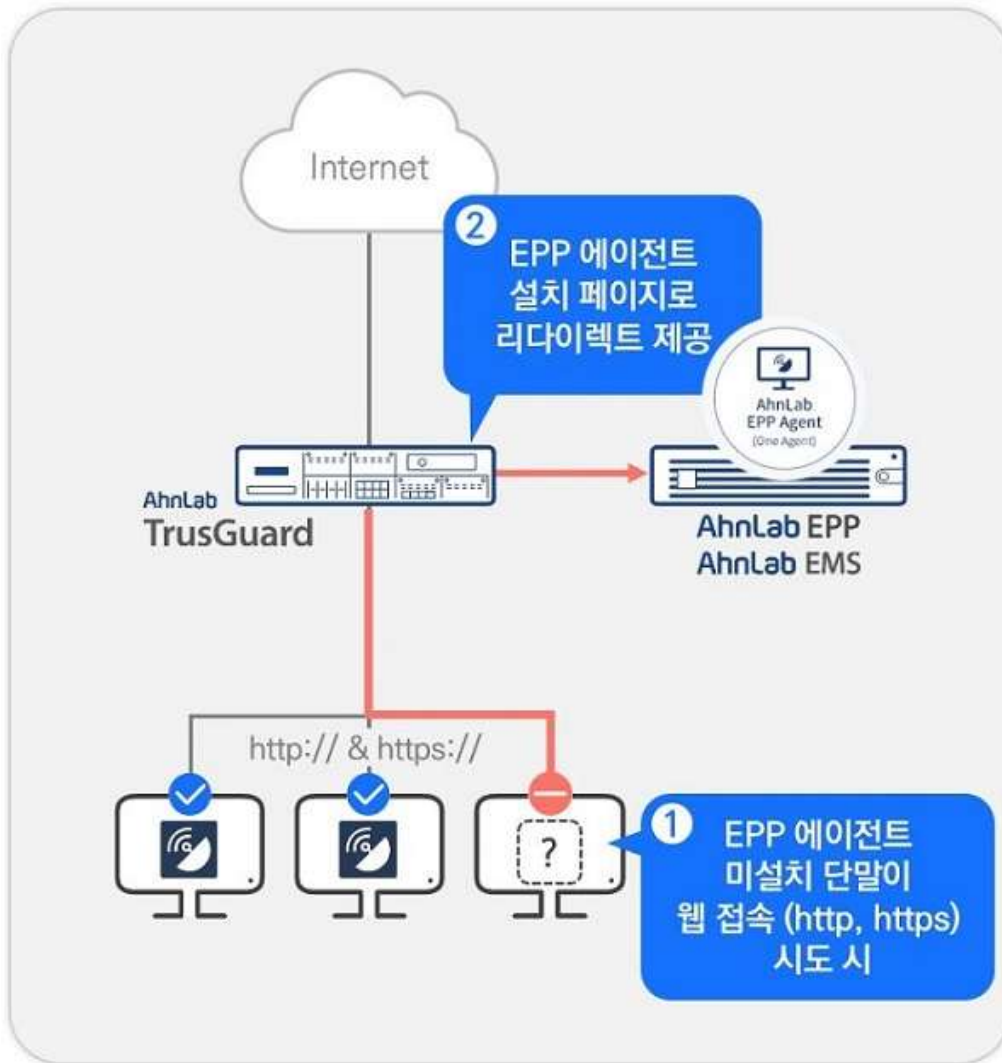 Internet
2
EPP 에이전트
설치 페이지로
리다이렉트 제공
AhnLab
EPP Agent
(One Agent)
AhnLab
TrusGuard
AhnLab EPP
AhnLab EMS
http:// & https://
?
1
EPP 에이전트
미설치 단말이
웹 접속 (http, https)
시도 시